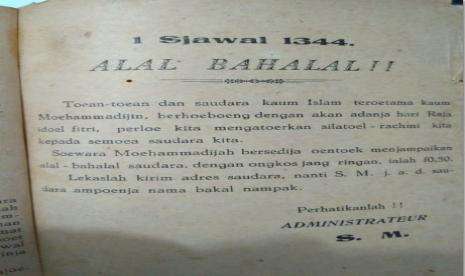 1 Sjawal 1344.
ALAL BAHALAL!!
Toean-toean dan saudara kaum Islam teroetama kaum
Moehammadijin, berhoeboeng dengan akan adanja hari Raja
idoel fitri, perloe kita mengatoerkan silatoel-rachmi kita
kepada semoea saudara kita.
Soewara Moehammadijah bersedija oentoek menjampaikan
alal-bahalal saudara, dengan ongkos jang ringan, ialah f0,50.
Lekaslah kirim adres saudara, nanti S. M. j. a. d. sau-
dara ampoenja nama bakal nampak.
Perhatikanlah !!
ADMINISTRATEUR
S. M.